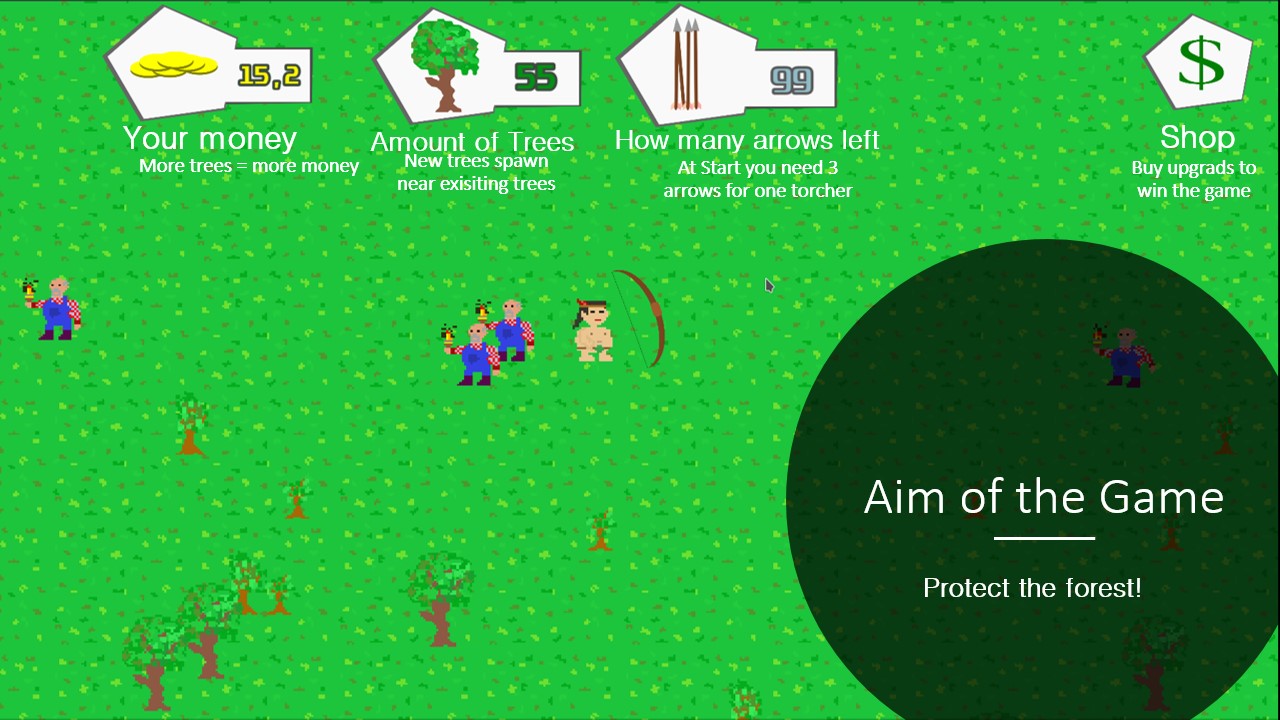 15,2
55
99
$
Your money
More trees = more money
Amount of Trees
New trees spawn
near exisiting trees
How many arrows left
At Start you need 3
arrows for one torcher
Shop
Buy upgrads to
win the game
Aim of the Game
Protect the forest!